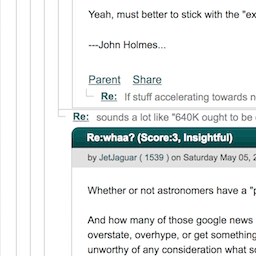 Yeah, must better to stick with the "ex
---John Holmes...
Parent Share
Re: If stuff accelerating towards n
Re: sounds a lot like "640K ought to be
Re:whaa? (Score:3, Insightful)
by JetJaguar ( 1539 ) on Saturday May 05, 2
Whether or not astronomers have a "p
And how many of those google news
overstate, overhype, or get something
unworthy of any consideration what so